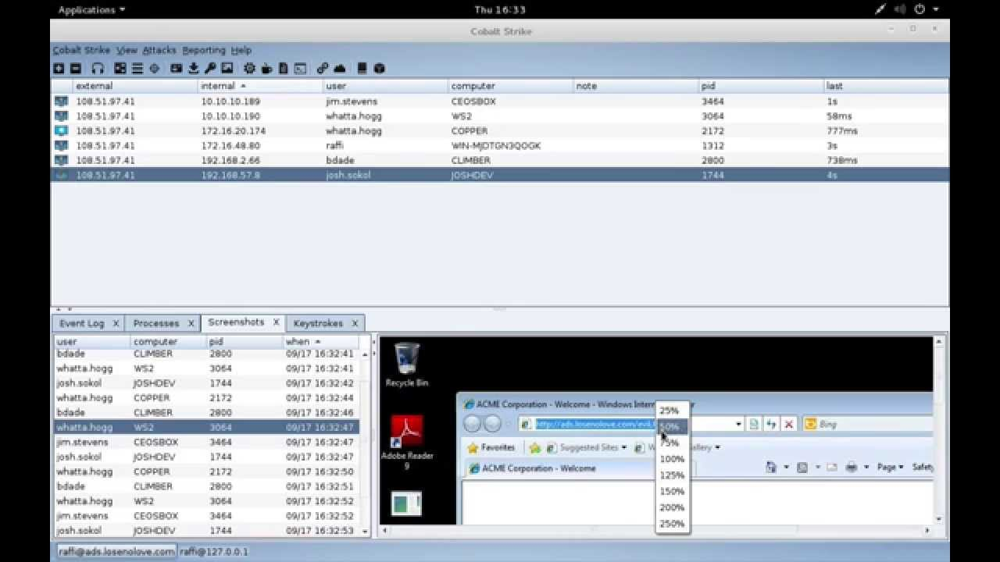 Applications Thu 16:33
Cobalt Strike
Cobalt Strike View Attacks Reporting Help
external internal user computer note pid last
108.51.97.41 10.10.10.189 jim.stevens CEOSBOX 3464 1s
108.51.97.41 10.10.10.190 whatta.hogg WS2 3064 58ms
108.51.97.41 172.16.20.174 whatta.hogg COPPER 2172 777ms
108.51.97.41 172.16.48.80 raffi WIN-MJDTGN3QOGK 1312 3s
108.51.97.41 192.168.2.66 bdade CLIMBER 2800 738ms
108.51.97.41 192.168.57.8 josh.sokol JOSHDEV 1744 4s
Event Log X Processes X Screenshots X Keystrokes X
user computer pid when
bdade CLIMBER 2800 09/17 16:32:41
whatta.hogg WS2 3064 09/17 16:32:41
josh.sokol JOSHDEV 1744 09/17 16:32:42
whatta.hogg COPPER 2172 09/17 16:32:44
bdade CLIMBER 2800 09/17 16:32:46
whatta.hogg WS2 3064 09/17 16:32:47
jim.stevens CEOSBOX 3464 09/17 16:32:47
josh.sokol JOSHDEV 1744 09/17 16:32:47
whatta.hogg COPPER 2172 09/17 16:32:50
bdade CLIMBER 2800 09/17 16:32:51
whatta.hogg WS2 3064 09/17 16:32:52
jim.stevens CEOSBOX 3464 09/17 16:32:52
josh.sokol JOSHDEV 1744 09/17 16:32:53
Recycle Bin
Adobe Reader
9
ACME Corporation - Welcome - Windows
http://ads.losenolove.com/evil. Bing
Favorites Suggested Sites
ACME Corporation - Welcome Page Safety
25%
50%
75%
100%
125%
150%
200%
250%
raffi@ads.losenolove.com raffi@127.0.0.1